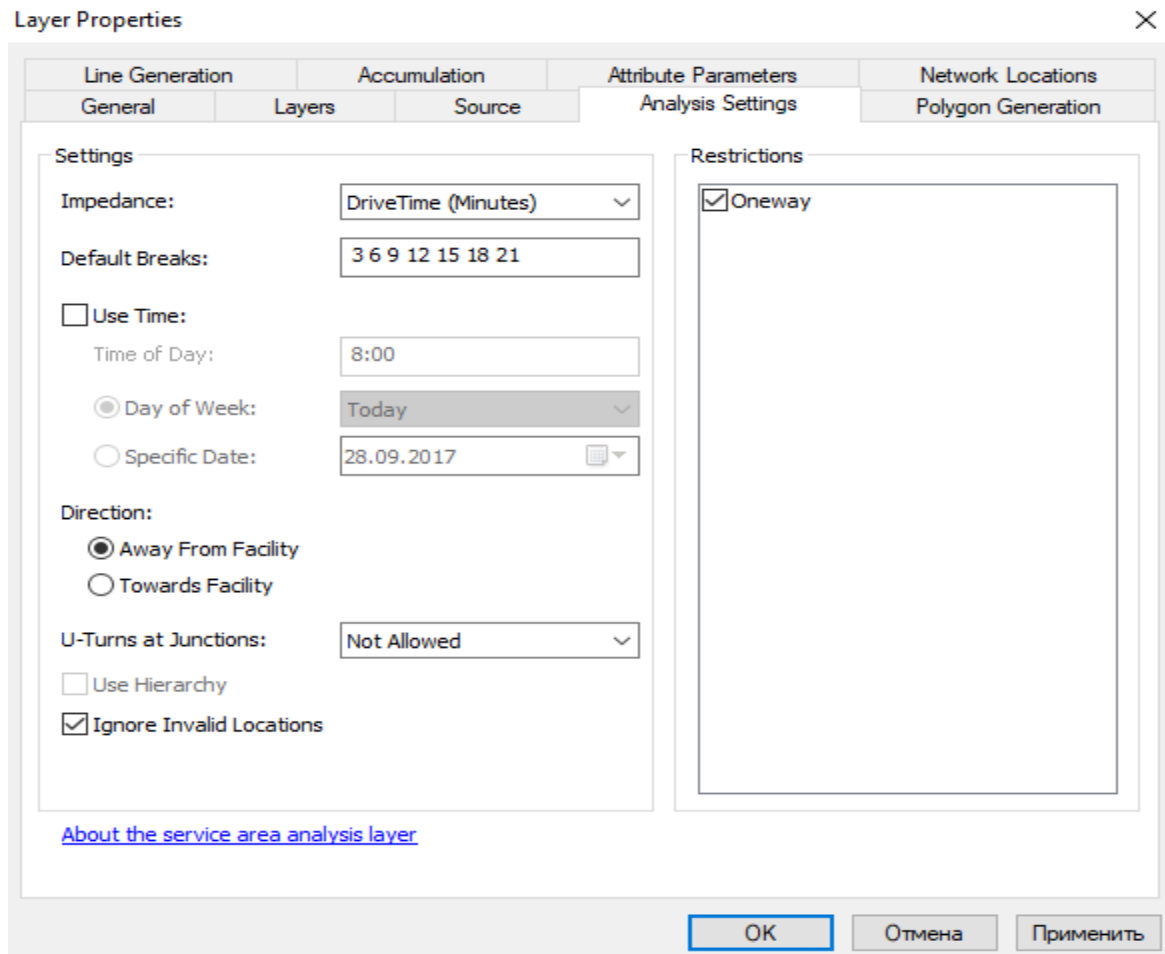 Layer Properties
Line Generation Accumulation Attribute Parameters Network Locations
General Layers Source Analysis Settings Polygon Generation
Settings
Impedance: DriveTime (Minutes)
Default Breaks: 3 6 9 12 15 18 21
Use Time:
Time of Day: 8:00
Day of Week: Today
Specific Date: 28.09.2017
Direction:
Away From Facility
Towards Facility
U-Turns at Junctions: Not Allowed
Use Hierarchy
Ignore Invalid Locations
Restrictions
Oneway
About the service area analysis layer
OK Отмена Применить